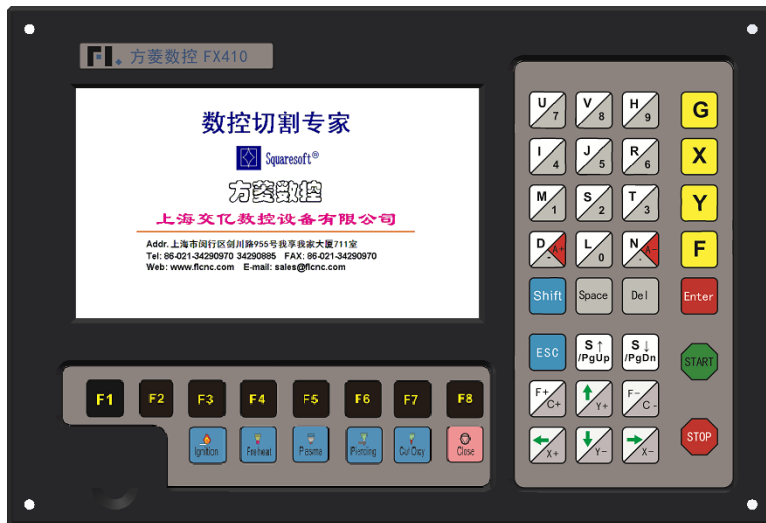 方菱数控 FX410
数控切割专家
Squaresoft®
方菱数控
上海交亿数控设备有限公司
Addr. 上海市闵行区剑川路955号我享我家大厦711室
Tel: 86-021-34290970 34290885 FAX: 86-021-34290970
Web: www.flcnc.com E-mail: sales@flcnc.com
U 7 V 8 H 9 G
I 4 J 5 R 6 X
M 1 S 2 T 3 Y
D - A+ L 0 N . A- F
Shift Space Del Enter
ESC S↑ /PgUp S↓ /PgDn START
F+ C+ Y+ F- C-
X+ Y- X- STOP
F1 F2 F3 F4 F5 F6 F7 F8
Ignition Preheat Plasma Piercing Cut Oxy Close